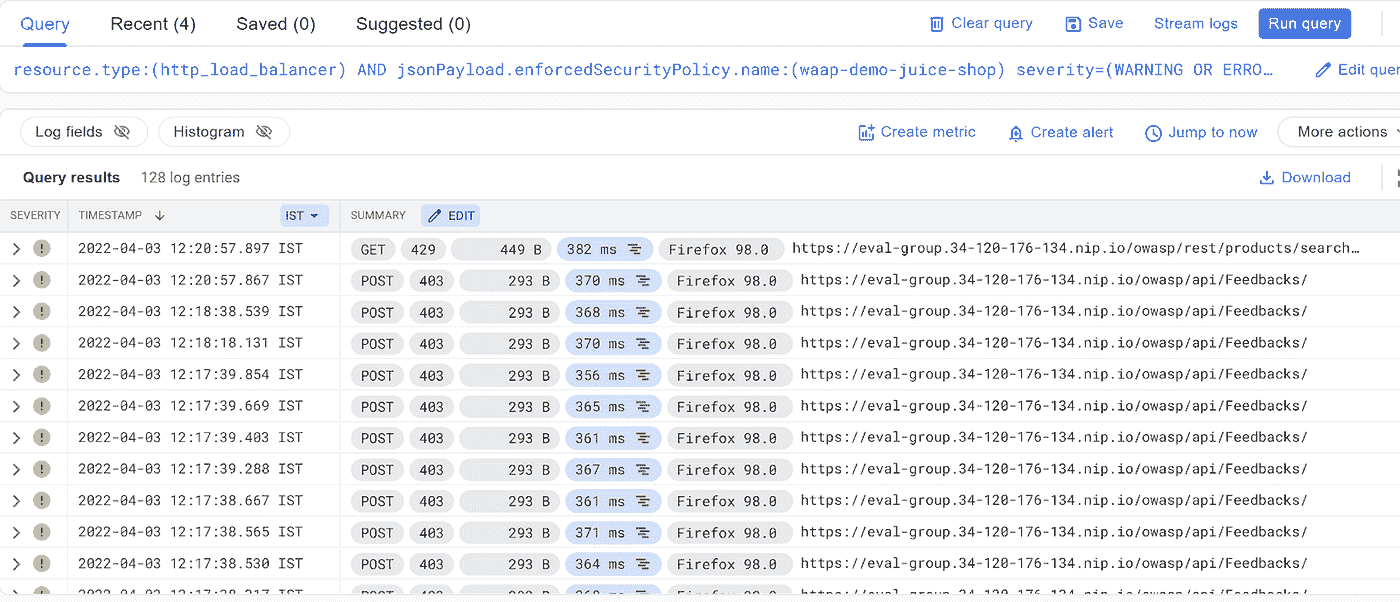 Query Recent (4) Saved (0) Suggested (0) Clear query Save Stream logs Run query
resource.type:(http_load_balancer) AND jsonPayload.enforcedSecurityPolicy.name:(waap-demo-juice-shop) severity=(WARNING OR ERRO… Edit quer
Log fields Histogram Create metric Create alert Jump to now More actions
Query results 128 log entries Download
SEVERITY TIMESTAMP IST SUMMARY EDIT
2022-04-03 12:20:57.897 IST GET 429 449 B 382 ms Firefox 98.0 https://eval-group.34-120-176-134.nip.io/owasp/rest/products/search…
2022-04-03 12:20:57.867 IST POST 403 293 B 370 ms Firefox 98.0 https://eval-group.34-120-176-134.nip.io/owasp/api/Feedbacks/
2022-04-03 12:18:38.539 IST POST 403 293 B 368 ms Firefox 98.0 https://eval-group.34-120-176-134.nip.io/owasp/api/Feedbacks/
2022-04-03 12:18:18.131 IST POST 403 293 B 370 ms Firefox 98.0 https://eval-group.34-120-176-134.nip.io/owasp/api/Feedbacks/
2022-04-03 12:17:39.854 IST POST 403 293 B 356 ms Firefox 98.0 https://eval-group.34-120-176-134.nip.io/owasp/api/Feedbacks/
2022-04-03 12:17:39.669 IST POST 403 293 B 365 ms Firefox 98.0 https://eval-group.34-120-176-134.nip.io/owasp/api/Feedbacks/
2022-04-03 12:17:39.403 IST POST 403 293 B 361 ms Firefox 98.0 https://eval-group.34-120-176-134.nip.io/owasp/api/Feedbacks/
2022-04-03 12:17:39.288 IST POST 403 293 B 367 ms Firefox 98.0 https://eval-group.34-120-176-134.nip.io/owasp/api/Feedbacks/
2022-04-03 12:17:38.667 IST POST 403 293 B 361 ms Firefox 98.0 https://eval-group.34-120-176-134.nip.io/owasp/api/Feedbacks/
2022-04-03 12:17:38.565 IST POST 403 293 B 371 ms Firefox 98.0 https://eval-group.34-120-176-134.nip.io/owasp/api/Feedbacks/
2022-04-03 12:17:38.530 IST POST 403 293 B 364 ms Firefox 98.0 https://eval-group.34-120-176-134.nip.io/owasp/api/Feedbacks/